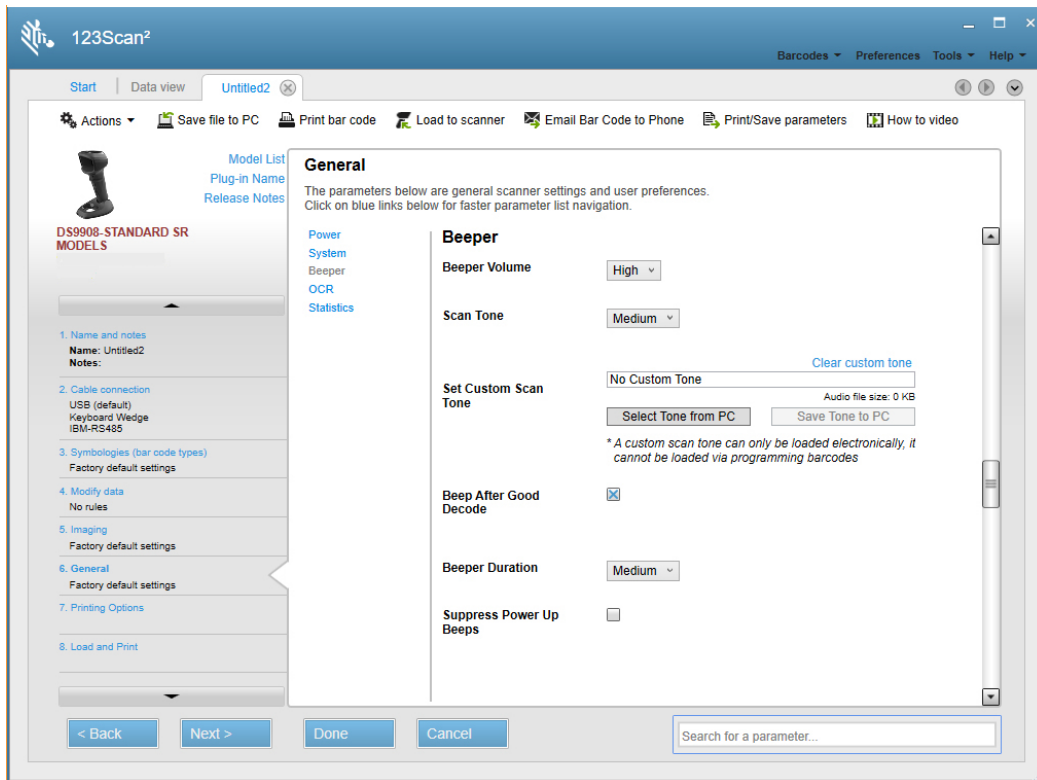 123Scan²
Barcodes Preferences Tools Help
Start Data view Untitled2
Actions Save file to PC Print bar code Load to scanner Email Bar Code to Phone Print/Save parameters How to video
Model List
Plug-in Name
Release Notes
DS9908-STANDARD SR
MODELS
1. Name and notes
Name: Untitled2
Notes:
2. Cable connection
USB (default)
Keyboard Wedge
IBM-RS485
3. Symbologies (bar code types)
Factory default settings
4. Modify data
No rules
5. Imaging
Factory default settings
6. General
Factory default settings
7. Printing Options
8. Load and Print
General
The parameters below are general scanner settings and user preferences.
Click on blue links below for faster parameter list navigation.
Power
System
Beeper
OCR
Statistics
Beeper
Beeper Volume High
Scan Tone Medium
Clear custom tone
Set Custom Scan
Tone
No Custom Tone
Audio file size: 0 KB
Select Tone from PC Save Tone to PC
* A custom scan tone can only be loaded electronically, it
cannot be loaded via programming barcodes
Beep After Good
Decode
Beeper Duration Medium
Suppress Power Up
Beeps
< Back Next > Done Cancel
Search for a parameter...